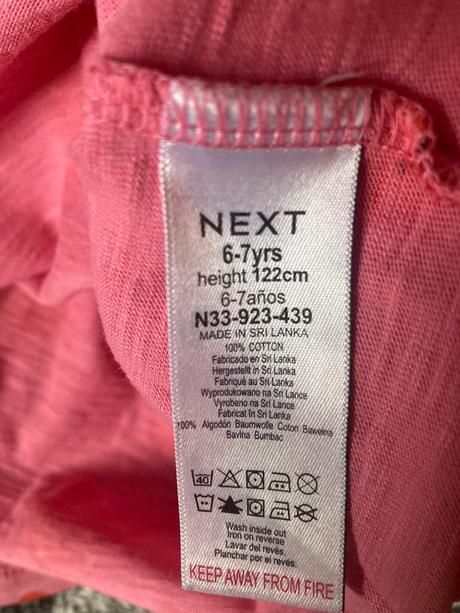 NEXT
6-7yrs
height 122cm
6-7años
N33-923-439
MADE IN SRI LANKA
100% COTTON
Fabricado en Sri Lanka
Hergestellt in Sri Lanka
Fabriqué au Sri Lanka
Wyprodukowano na Sri Lance
Vyrobeno na Sri Lance
Fabricat în Sri Lanka
100% Algodón Baumwolle Coton Bawełna
Bavlna Bumbac
40
Wash inside out
Iron on reverse
Lavar del revés.
Planchar por el revés.
KEEP AWAY FROM FIRE